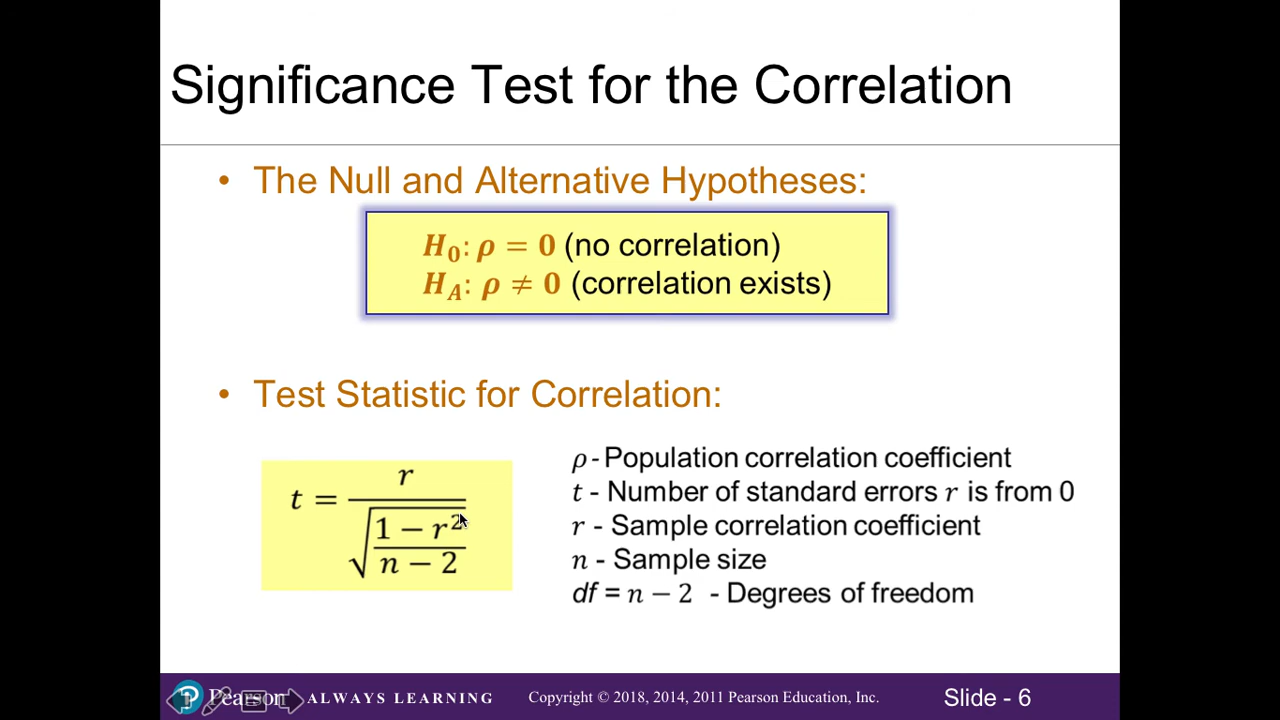 Significance Test for the Correlation
• The Null and Alternative Hypotheses:
H₀: ρ = 0 (no correlation)
H_A: ρ ≠ 0 (correlation exists)
• Test Statistic for Correlation:
t = r / √((1 − r²) / (n − 2))
ρ - Population correlation coefficient
t - Number of standard errors r is from 0
r - Sample correlation coefficient
n - Sample size
df = n − 2 - Degrees of freedom
Pearson ALWAYS LEARNING Copyright © 2018, 2014, 2011 Pearson Education, Inc. Slide - 6